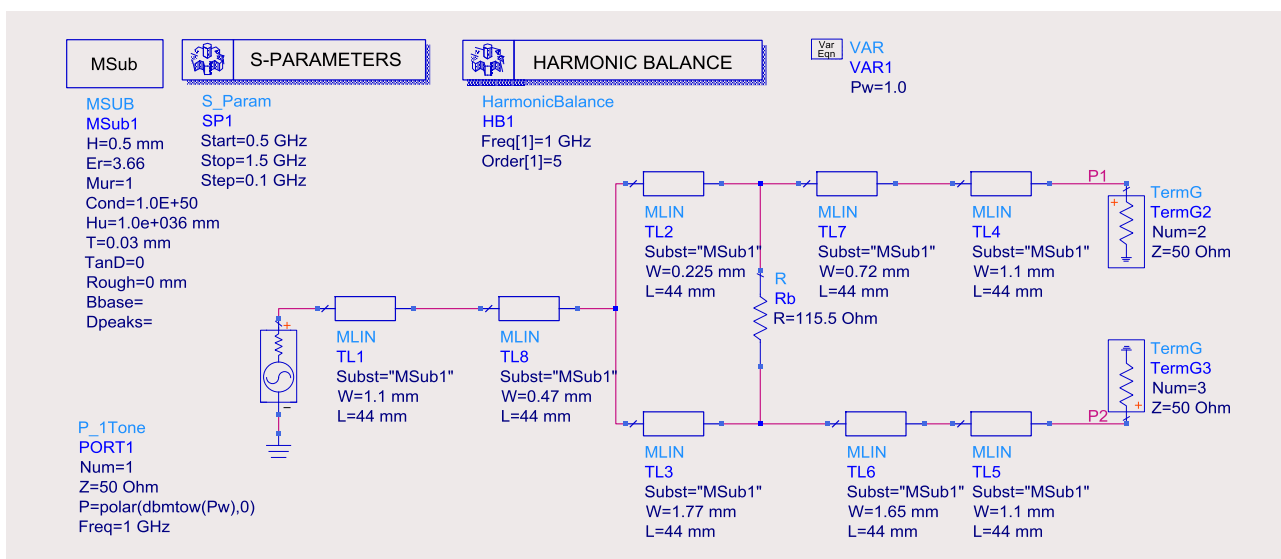 MSub
MSUB
MSub1
H=0.5 mm
Er=3.66
Mur=1
Cond=1.0E+50
Hu=1.0e+036 mm
T=0.03 mm
TanD=0
Rough=0 mm
Bbase=
Dpeaks=
S-PARAMETERS
S_Param
SP1
Start=0.5 GHz
Stop=1.5 GHz
Step=0.1 GHz
HARMONIC BALANCE
HarmonicBalance
HB1
Freq[1]=1 GHz
Order[1]=5
Var
Eqn
VAR
VAR1
Pw=1.0
MLIN
TL2
Subst="MSub1"
W=0.225 mm
L=44 mm
MLIN
TL7
Subst="MSub1"
W=0.72 mm
L=44 mm
MLIN
TL4
Subst="MSub1"
W=1.1 mm
L=44 mm
P1
+
TermG
TermG2
Num=2
Z=50 Ohm
R
Rb
R=115.5 Ohm
+
−
P_1Tone
PORT1
Num=1
Z=50 Ohm
P=polar(dbmtow(Pw),0)
Freq=1 GHz
MLIN
TL1
Subst="MSub1"
W=1.1 mm
L=44 mm
MLIN
TL8
Subst="MSub1"
W=0.47 mm
L=44 mm
MLIN
TL3
Subst="MSub1"
W=1.77 mm
L=44 mm
MLIN
TL6
Subst="MSub1"
W=1.65 mm
L=44 mm
MLIN
TL5
Subst="MSub1"
W=1.1 mm
L=44 mm
P2
+
TermG
TermG3
Num=3
Z=50 Ohm